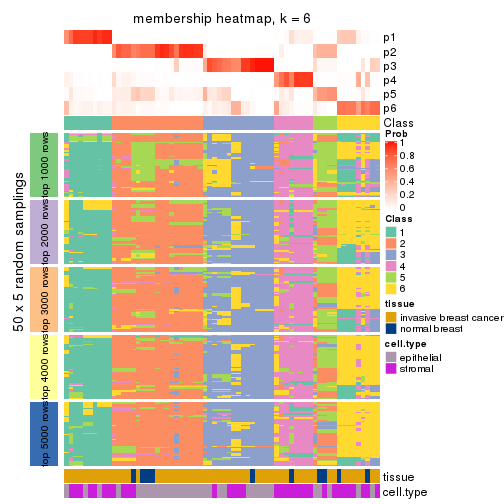 membership heatmap, k = 6
p1
p2
p3
p4
p5
p6
Class
Prob
1
0.8
0.6
0.4
0.2
0
Class
1
2
3
4
5
6
tissue
invasive breast cancer
normal breast
cell.type
epithelial
stromal
50 x 5 random samplings
top 1000 rows
top 2000 rows
top 3000 rows
top 4000 rows
top 5000 rows
tissue
cell.type